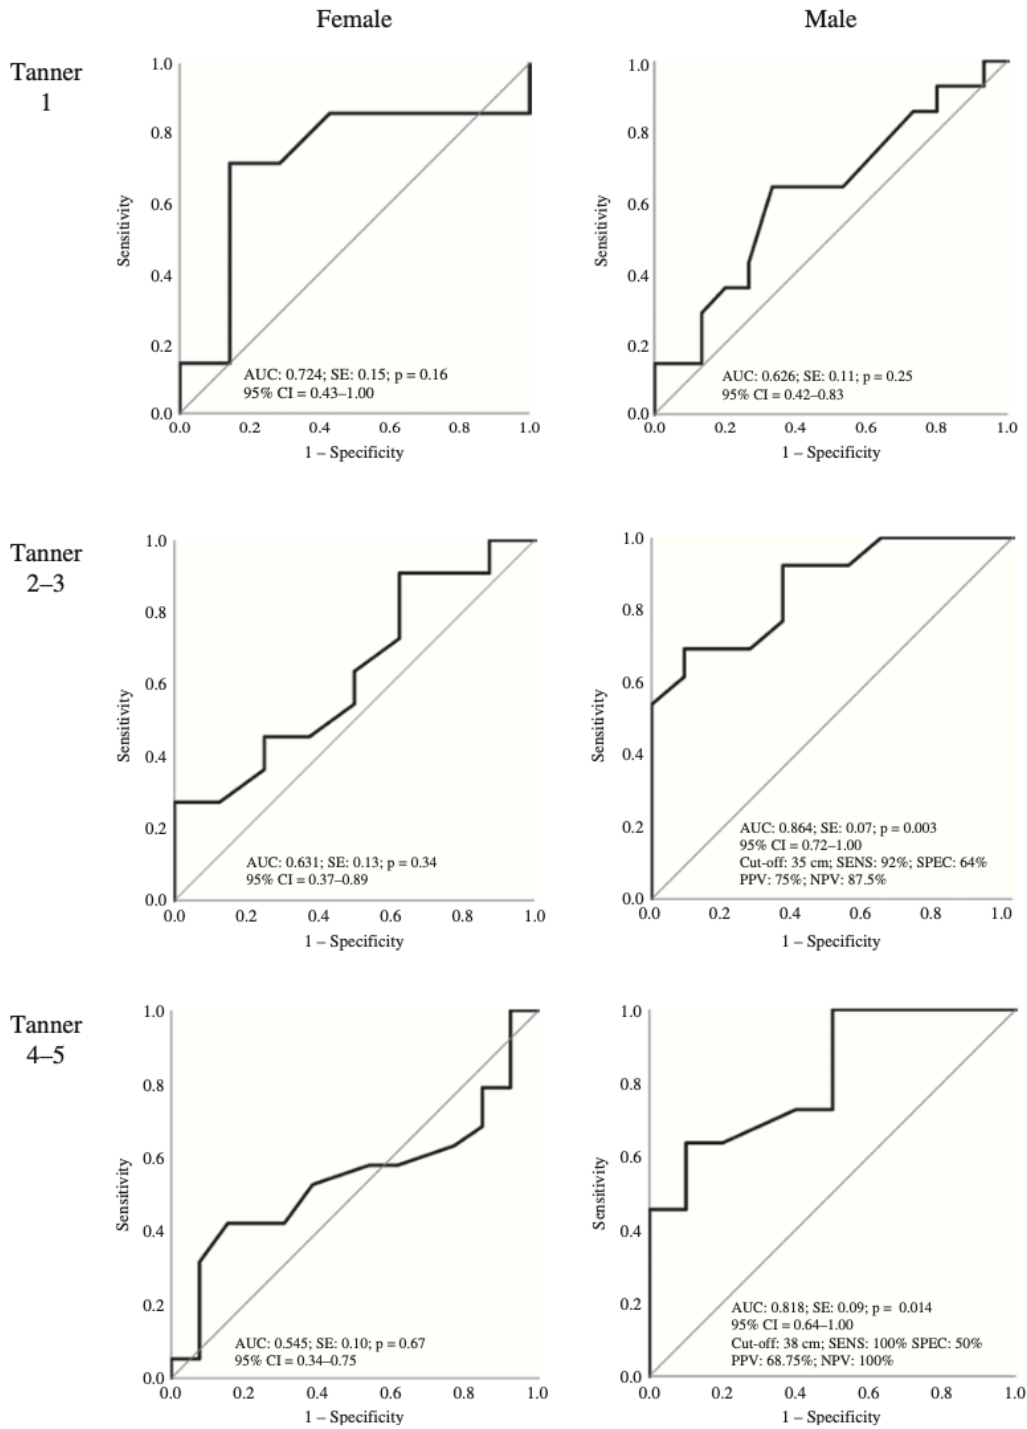 Female
Male
Tanner
1
1.0
0.8
0.6
0.4
0.2
0.0
Sensitivity
AUC: 0.724; SE: 0.15; p = 0.16
95% CI = 0.43–1.00
0.0 0.2 0.4 0.6 0.8 1.0
1 – Specificity
1.0
0.8
0.6
0.4
0.2
0.0
Sensitivity
AUC: 0.626; SE: 0.11; p = 0.25
95% CI = 0.42–0.83
0.0 0.2 0.4 0.6 0.8 1.0
1 – Specificity
Tanner
2–3
1.0
0.8
0.6
0.4
0.2
0.0
Sensitivity
AUC: 0.631; SE: 0.13; p = 0.34
95% CI = 0.37–0.89
0.0 0.2 0.4 0.6 0.8 1.0
1 – Specificity
1.0
0.8
0.6
0.4
0.2
0.0
Sensitivity
AUC: 0.864; SE: 0.07; p = 0.003
95% CI = 0.72–1.00
Cut-off: 35 cm; SENS: 92%; SPEC: 64%
PPV: 75%; NPV: 87.5%
0.0 0.2 0.4 0.6 0.8 1.0
1 – Specificity
Tanner
4–5
1.0
0.8
0.6
0.4
0.2
0.0
Sensitivity
AUC: 0.545; SE: 0.10; p = 0.67
95% CI = 0.34–0.75
0.0 0.2 0.4 0.6 0.8 1.0
1 – Specificity
1.0
0.8
0.6
0.4
0.2
0.0
Sensitivity
AUC: 0.818; SE: 0.09; p = 0.014
95% CI = 0.64–1.00
Cut-off: 38 cm; SENS: 100% SPEC: 50%
PPV: 68.75%; NPV: 100%
0.0 0.2 0.4 0.6 0.8 1.0
1 – Specificity